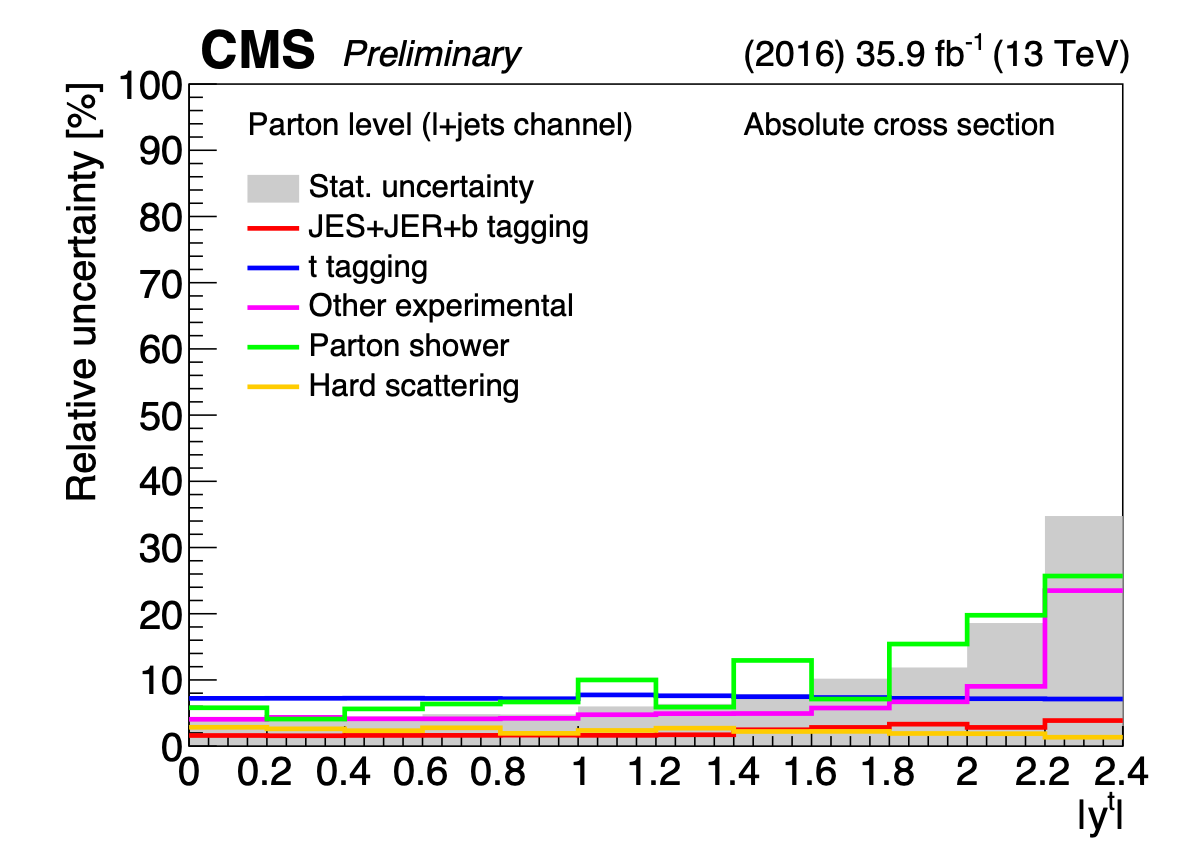 CMS Preliminary (2016) 35.9 fb⁻¹ (13 TeV)
Relative uncertainty [%]
100
90
80
70
60
50
40
30
20
10
0
Parton level (l+jets channel) Absolute cross section
Stat. uncertainty
JES+JER+b tagging
t tagging
Other experimental
Parton shower
Hard scattering
0 0.2 0.4 0.6 0.8 1 1.2 1.4 1.6 1.8 2 2.2 2.4
|yᵗ|